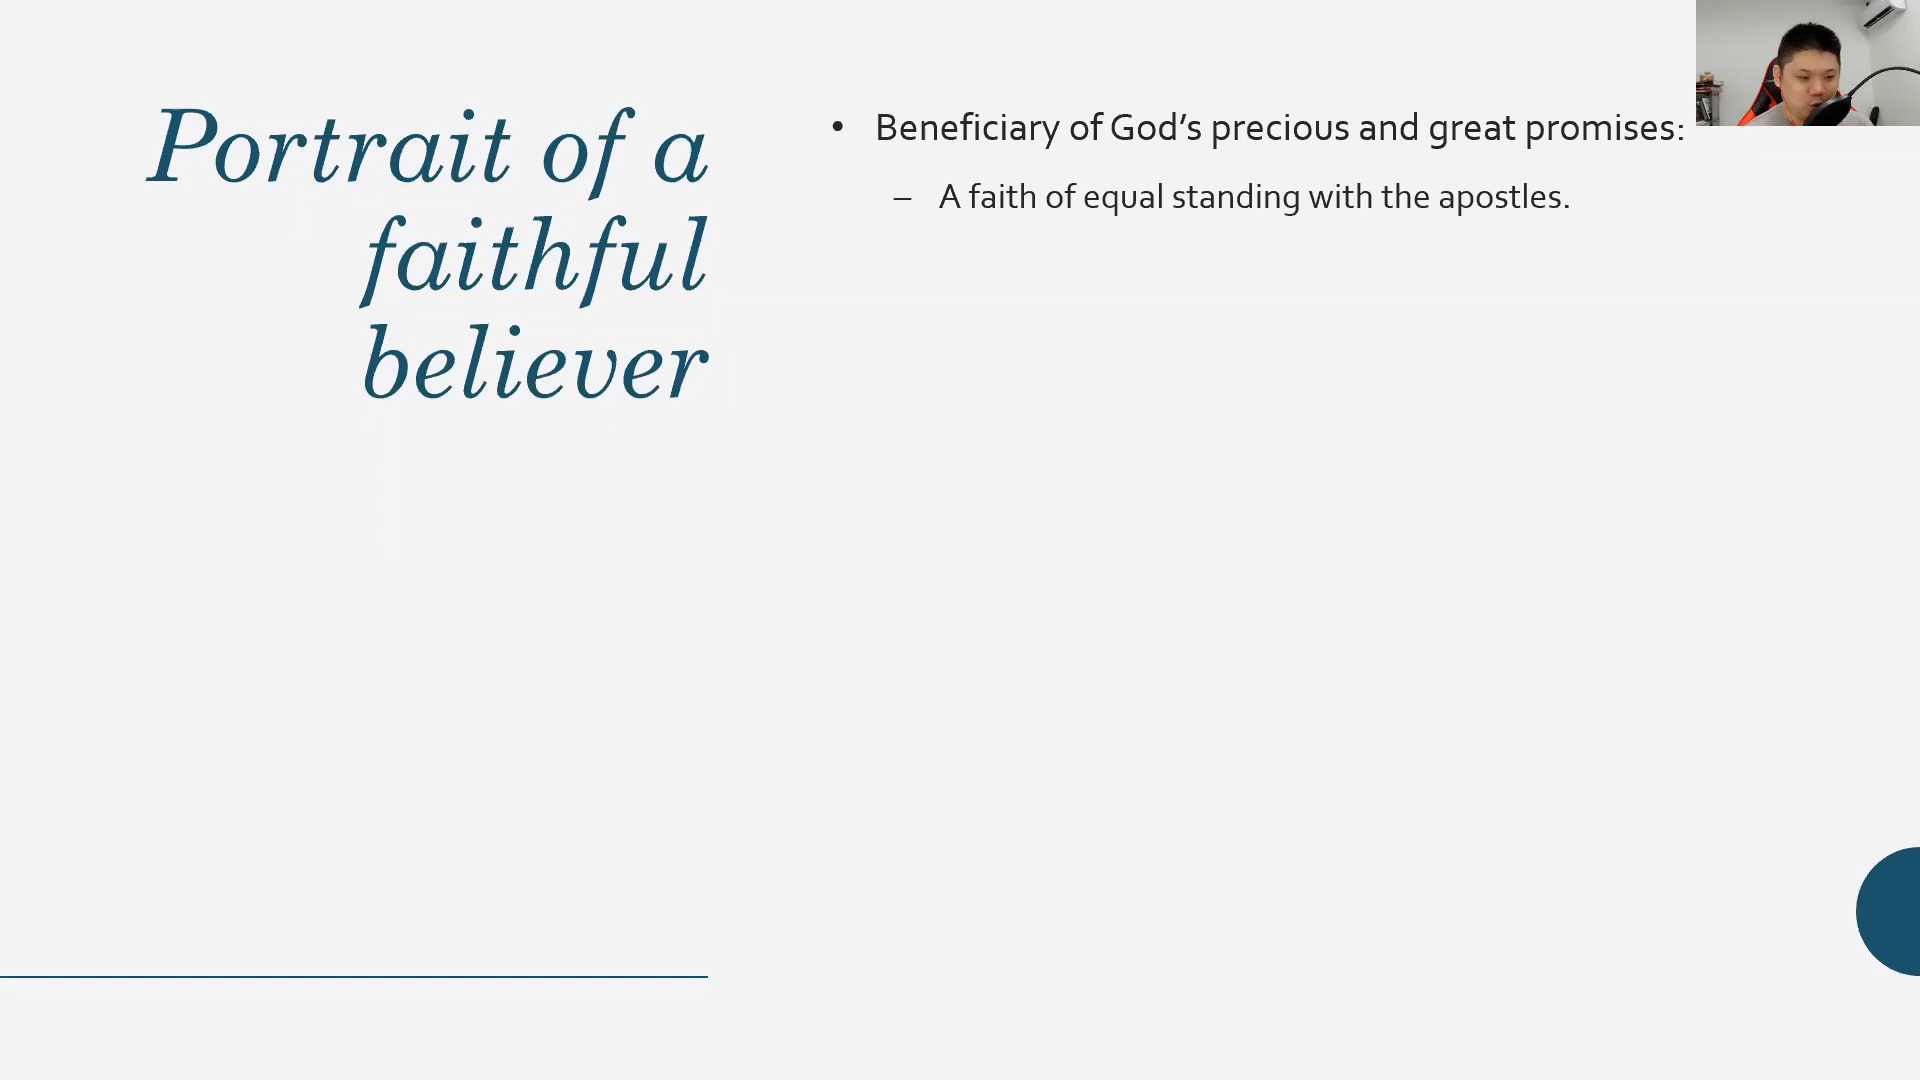 Portrait of a
faithful
believer
• Beneficiary of God’s precious and great promises:
– A faith of equal standing with the apostles.